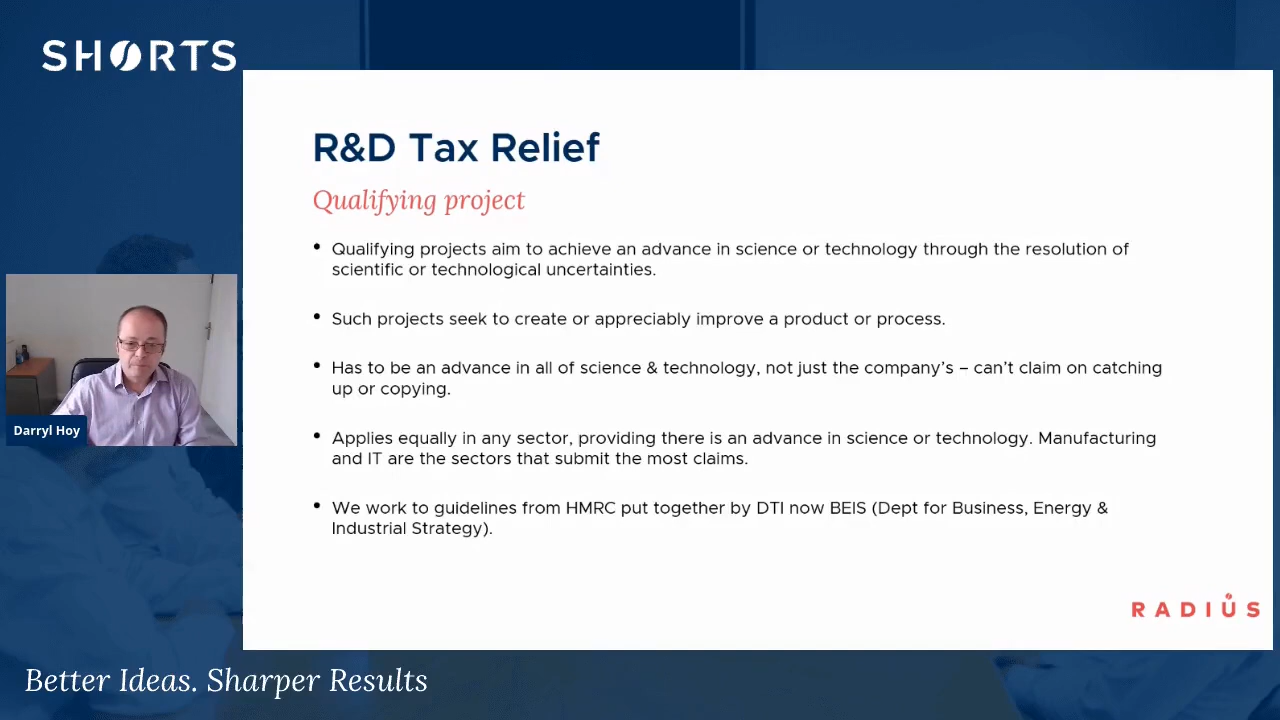 SHORTS
R&D Tax Relief
Qualifying project
• Qualifying projects aim to achieve an advance in science or technology through the resolution of
scientific or technological uncertainties.
• Such projects seek to create or appreciably improve a product or process.
• Has to be an advance in all of science & technology, not just the company's – can't claim on catching
up or copying.
• Applies equally in any sector, providing there is an advance in science or technology. Manufacturing
and IT are the sectors that submit the most claims.
• We work to guidelines from HMRC put together by DTI now BEIS (Dept for Business, Energy &
Industrial Strategy).
Darryl Hoy
RADIUS
Better Ideas. Sharper Results